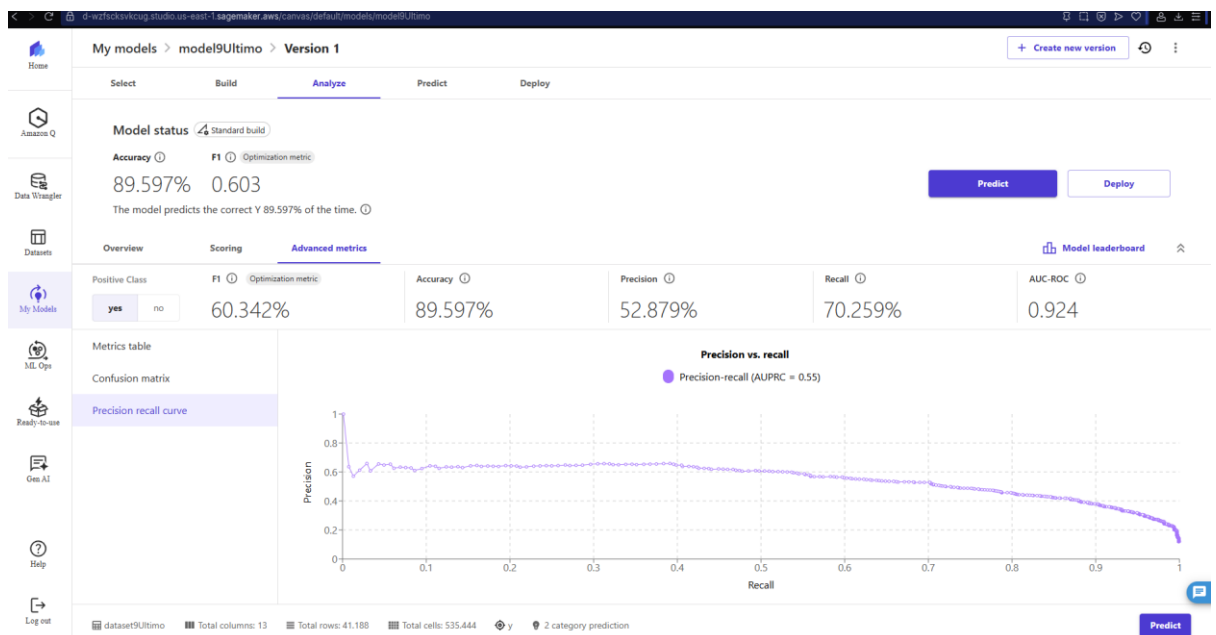 d-wzfscksvkcug.studio.us-east-1.sagemaker.aws/canvas/default/models/model9Ultimo
Home
Amazon Q
Data Wrangler
Datasets
My Models
ML Ops
Ready-to-use
Gen AI
Help
Log out
My models > model9Ultimo > Version 1
+ Create new version
Select Build Analyze Predict Deploy
Model status Standard build
Accuracy F1 Optimization metric
89.597% 0.603
The model predicts the correct Y 89.597% of the time.
Predict Deploy
Overview Scoring Advanced metrics
Model leaderboard
Positive Class F1 Optimization metric Accuracy Precision Recall AUC-ROC
yes no 60.342% 89.597% 52.879% 70.259% 0.924
Metrics table
Confusion matrix
Precision recall curve
Precision vs. recall
Precision-recall (AUPRC = 0.55)
Precision
1
0.8
0.6
0.4
0.2
0
0 0.1 0.2 0.3 0.4 0.5 0.6 0.7 0.8 0.9 1
Recall
dataset9Ultimo Total columns: 13 Total rows: 41.188 Total cells: 535.444 y 2 category prediction
Predict